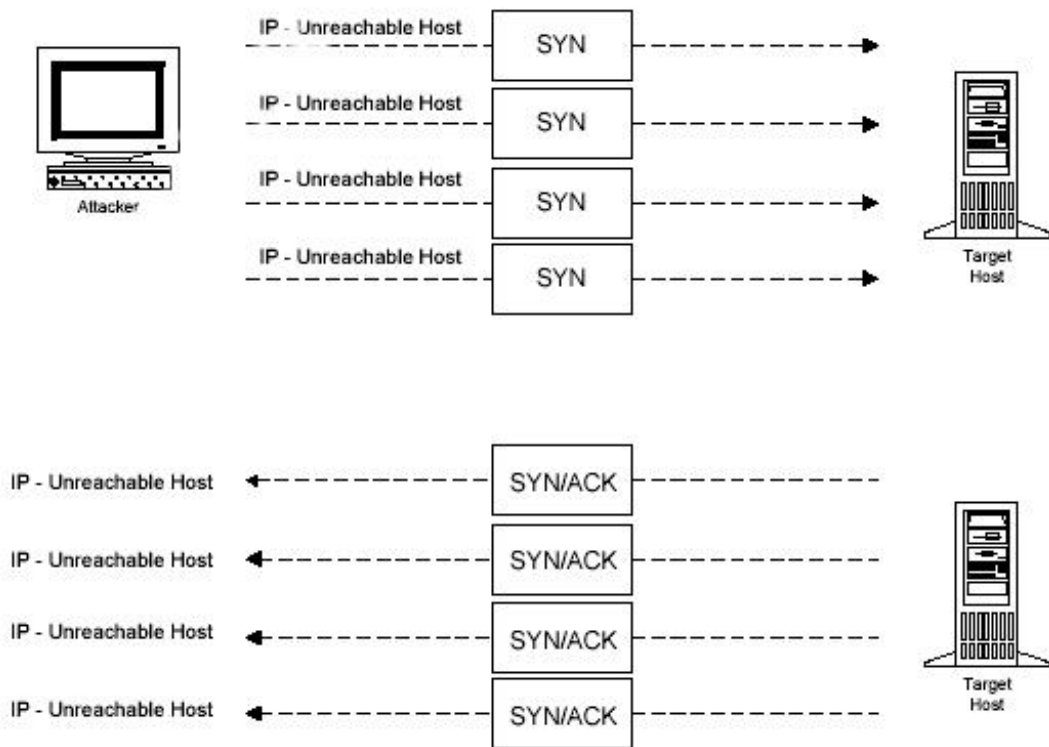 IP - Unreachable Host
SYN
IP - Unreachable Host
SYN
IP - Unreachable Host
SYN
IP - Unreachable Host
SYN
Attacker
Target
Host
IP - Unreachable Host
SYN/ACK
IP - Unreachable Host
SYN/ACK
IP - Unreachable Host
SYN/ACK
IP - Unreachable Host
SYN/ACK
Target
Host